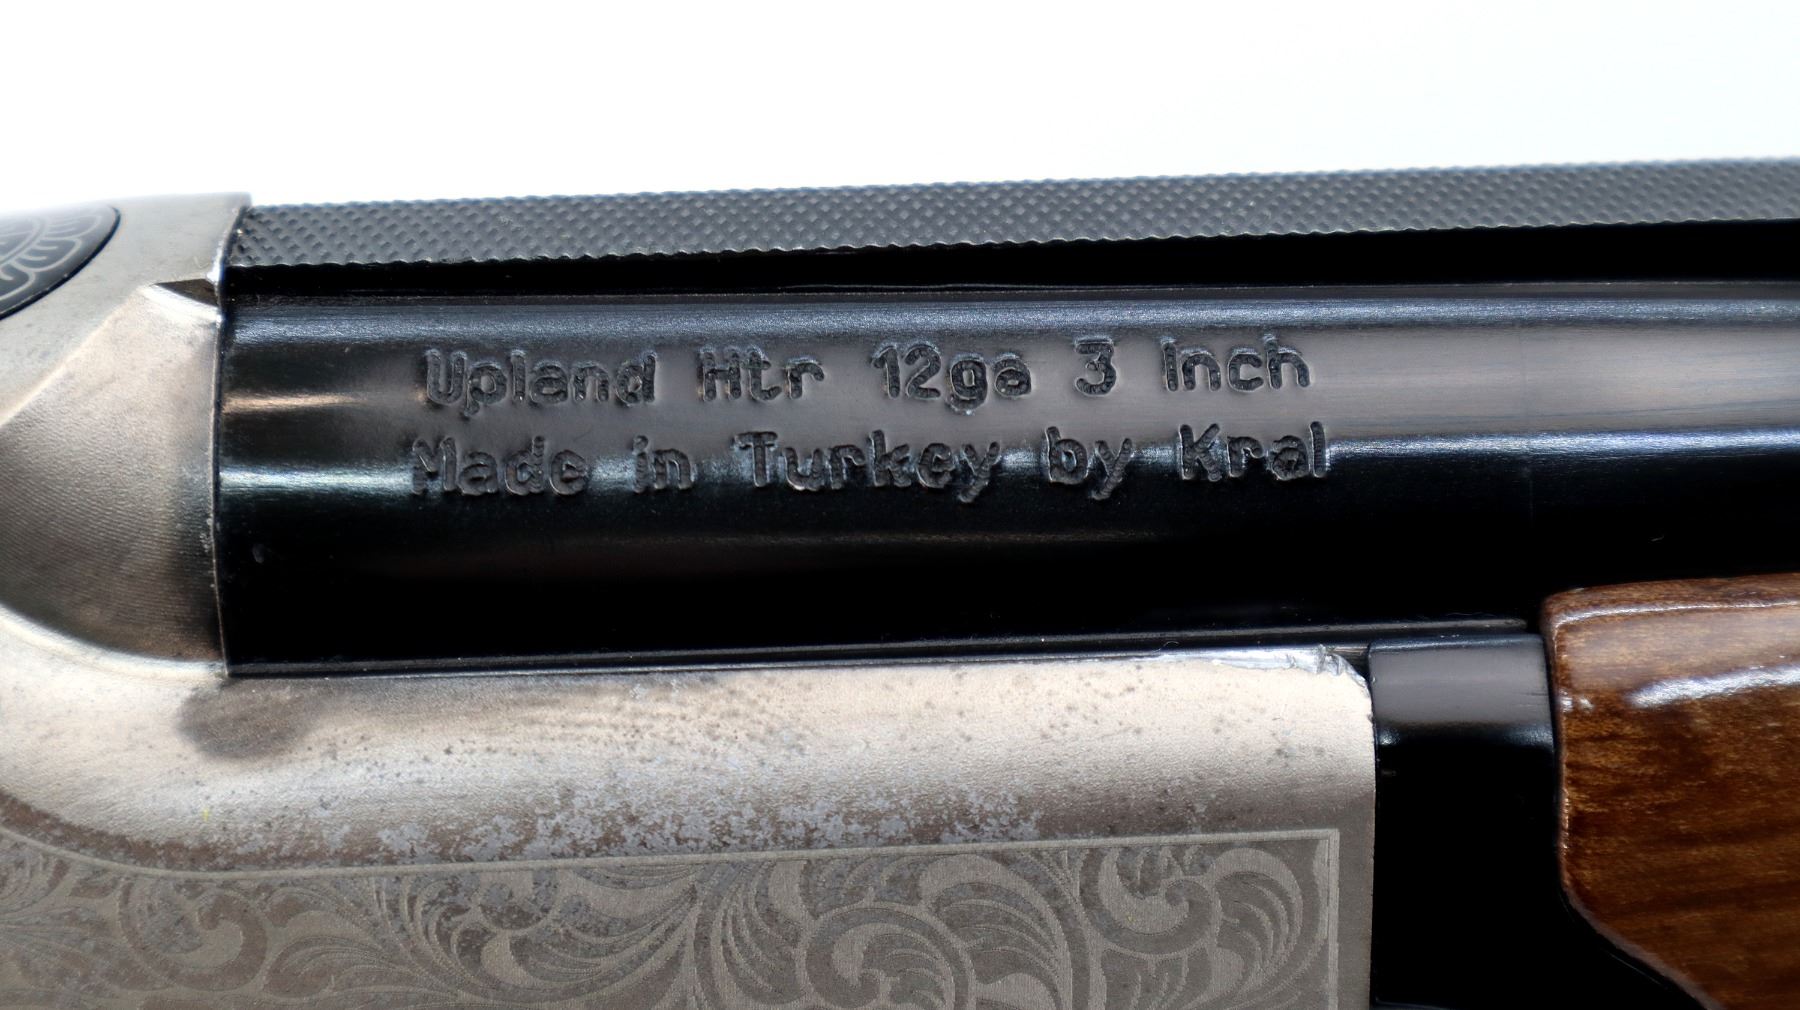 Upland Htr 12ga 3 Inch
Made in Turkey by Kral